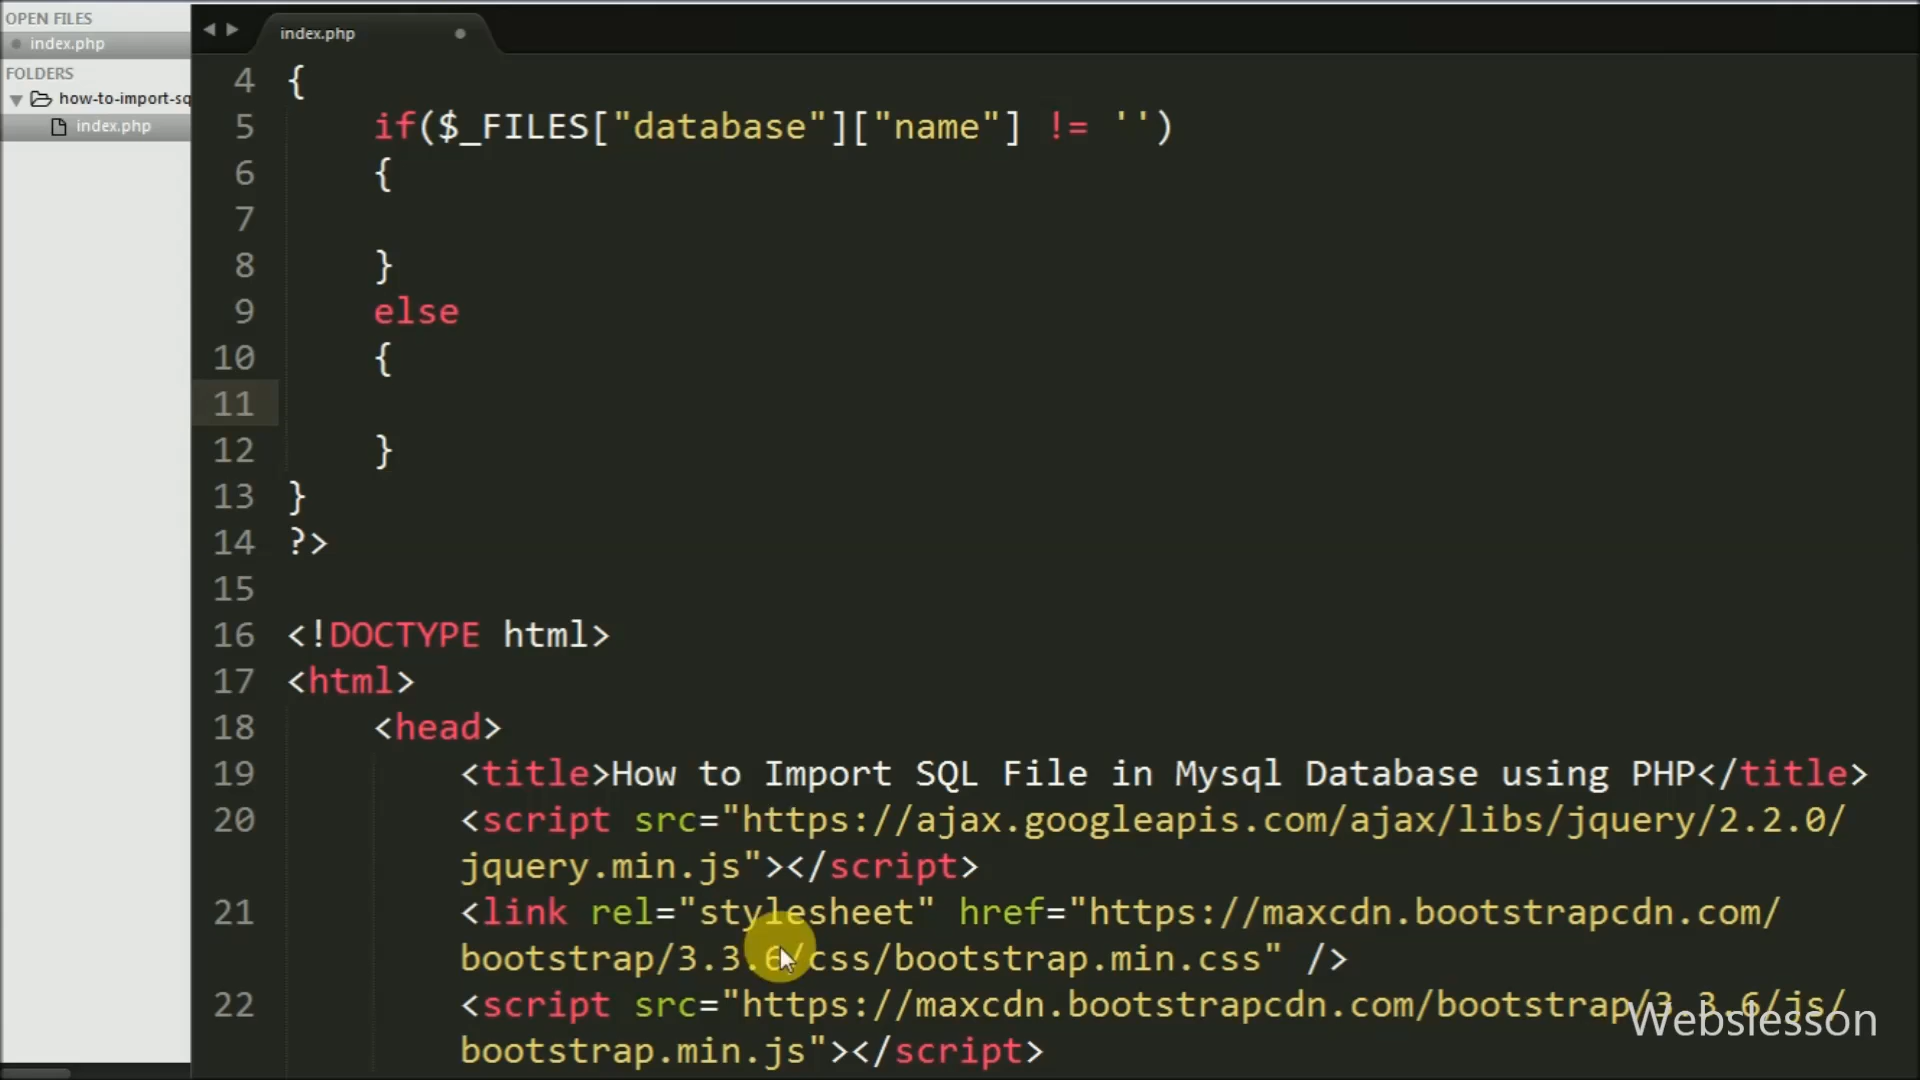 OPEN FILES
index.php
FOLDERS
how-to-import-sq
index.php
index.php
4 {
5 if($_FILES["database"]["name"] != '')
6 {
7
8 }
9 else
10 {
11
12 }
13 }
14 ?>
15
16 <!DOCTYPE html>
17 <html>
18 <head>
19 <title>How to Import SQL File in Mysql Database using PHP</title>
20 <script src="https://ajax.googleapis.com/ajax/libs/jquery/2.2.0/
jquery.min.js"></script>
21 <link rel="stylesheet" href="https://maxcdn.bootstrapcdn.com/
bootstrap/3.3.6/css/bootstrap.min.css" />
22 <script src="https://maxcdn.bootstrapcdn.com/bootstrap/3.3.6/js/
bootstrap.min.js"></script>
Webslesson